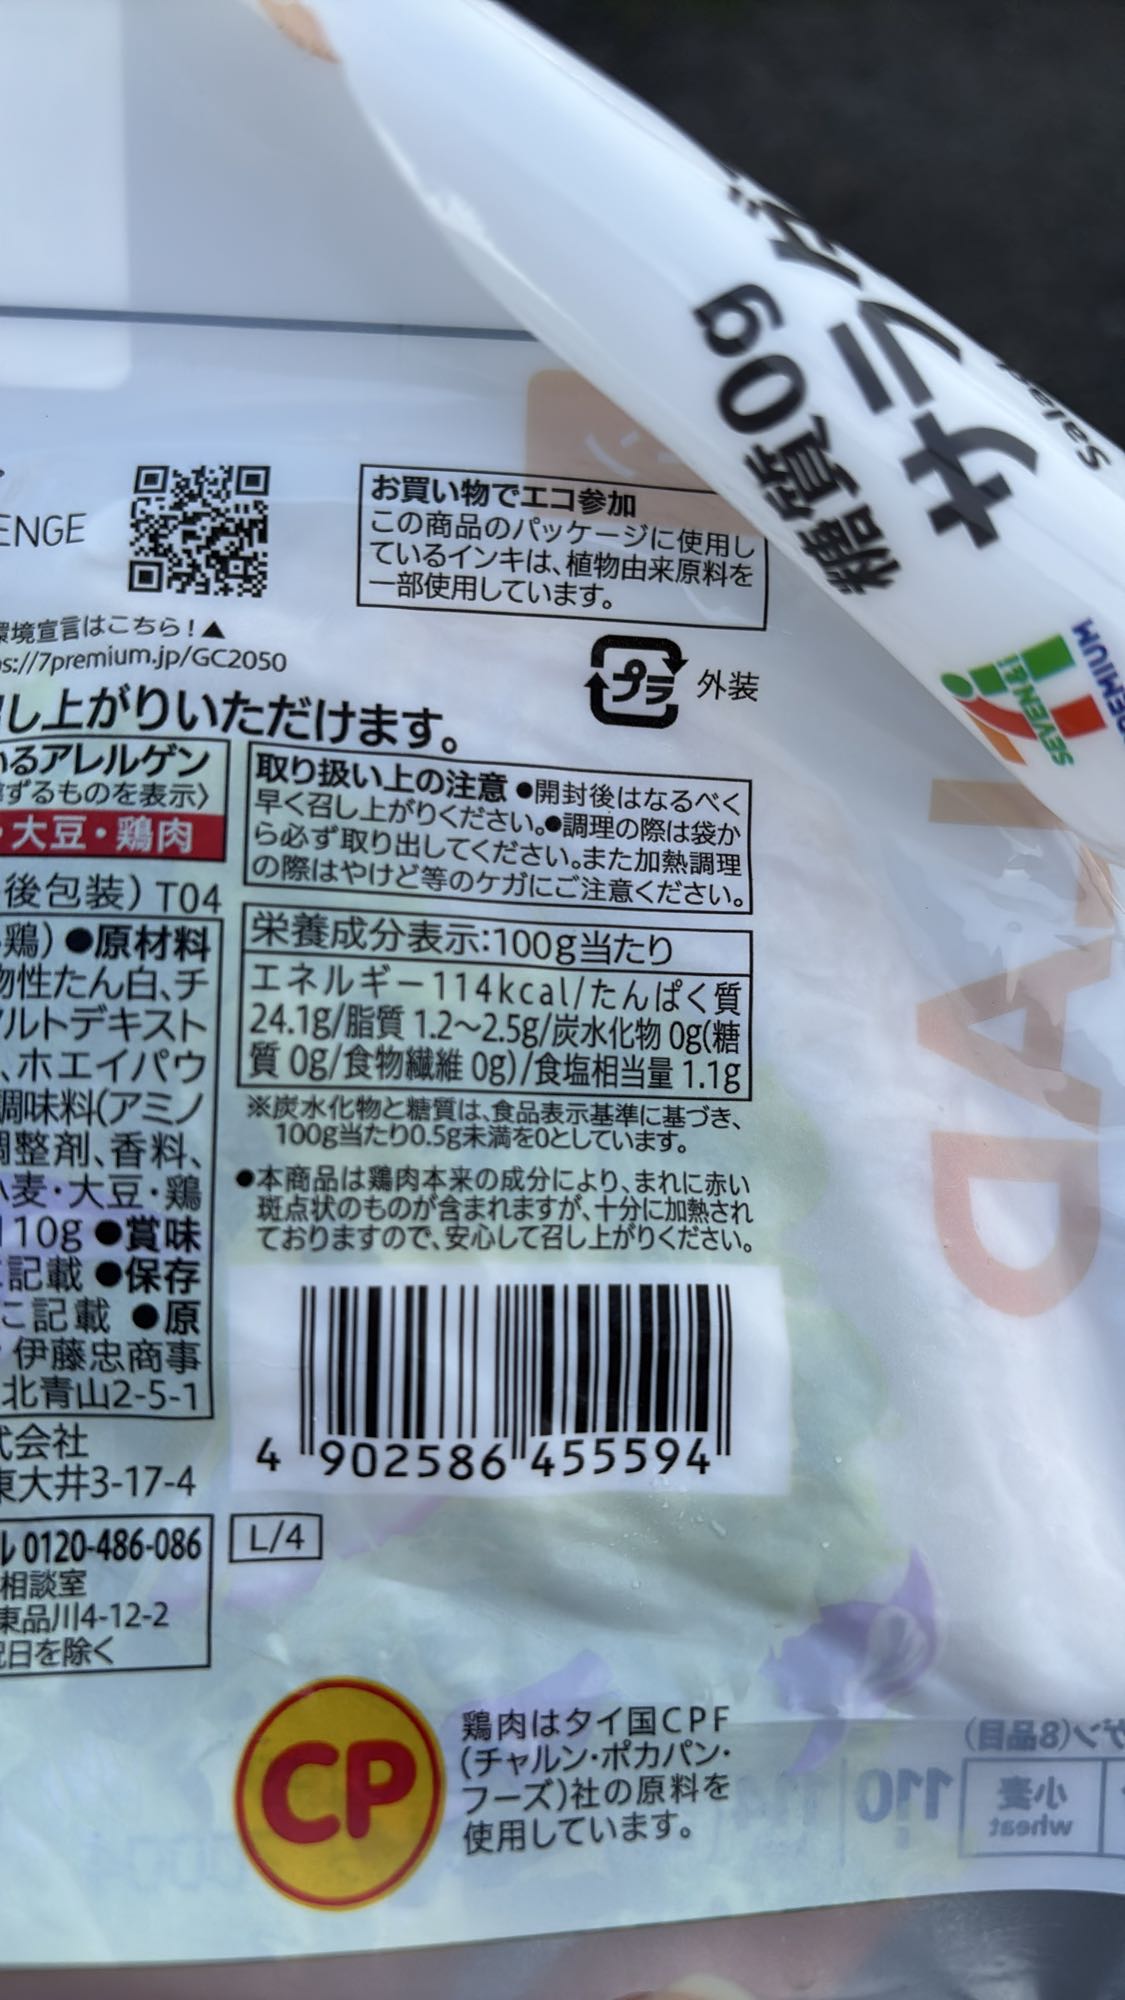 糖質0g
サラダ
SEVEN&I
PREMIUM
ENGE
お買い物でエコ参加
この商品のパッケージに使用し
ているインキは、植物由来原料を
一部使用しています。
環境宣言はこちら!▲
s://7premium.jp/GC2050
プラ 外装
し上がりいただけます。
いるアレルゲン
ずるものを表示〉
・大豆・鶏肉
取り扱い上の注意 ●開封後はなるべく
早く召し上がりください。●調理の際は袋か
ら必ず取り出してください。また加熱調理
の際はやけど等のケガにご注意ください。
後包装) T04
鶏) ●原材料
物性たん白、チ
ルトデキスト
、ホエイパウ
調味料(アミノ
調整剤、香料、
小麦・大豆・鶏
110g ●賞味
記載 ●保存
に記載 ●原
伊藤忠商事
北青山2-5-1
式会社
東大井3-17-4
栄養成分表示:100g当たり
エネルギー114kcal/たんぱく質
24.1g/脂質 1.2〜2.5g/炭水化物 0g(糖
質 0g/食物繊維 0g)/食塩相当量 1.1g
※炭水化物と糖質は、食品表示基準に基づき、
100g当たり0.5g未満を0としています。
●本商品は鶏肉本来の成分により、まれに赤い
斑点状のものが含まれますが、十分に加熱され
ておりますので、安心して召し上がりください。
4 902586 455594
L/4
ル 0120-486-086
相談室
東品川4-12-2
祝日を除く
CP
鶏肉はタイ国CPF
(チャルン・ポカパン・
フーズ)社の原料を
使用しています。
(8品目)
小麦
wheat
110